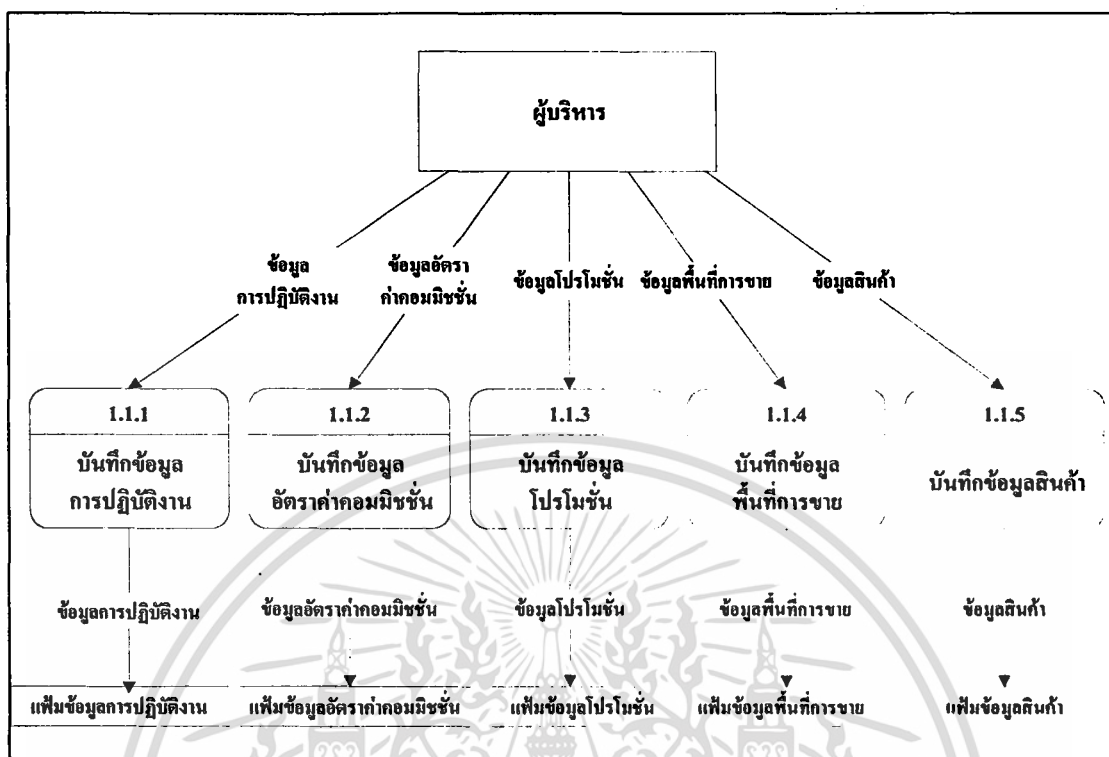 ผู้บริหาร
ข้อมูล
การปฏิบัติงาน
ข้อมูลอัตรา
ค่าคอมมิชชั่น
ข้อมูลโปรโมชั่น
ข้อมูลพื้นที่การขาย
ข้อมูลสินค้า
1.1.1
บันทึกข้อมูล
การปฏิบัติงาน
1.1.2
บันทึกข้อมูล
อัตราค่าคอมมิชชั่น
1.1.3
บันทึกข้อมูล
โปรโมชั่น
1.1.4
บันทึกข้อมูล
พื้นที่การขาย
1.1.5
บันทึกข้อมูลสินค้า
ข้อมูลการปฏิบัติงาน
ข้อมูลอัตราค่าคอมมิชชั่น
ข้อมูลโปรโมชั่น
ข้อมูลพื้นที่การขาย
ข้อมูลสินค้า
แฟ้มข้อมูลการปฏิบัติงาน
แฟ้มข้อมูลอัตราค่าคอมมิชชั่น
แฟ้มข้อมูลโปรโมชั่น
แฟ้มข้อมูลพื้นที่การขาย
แฟ้มข้อมูลสินค้า